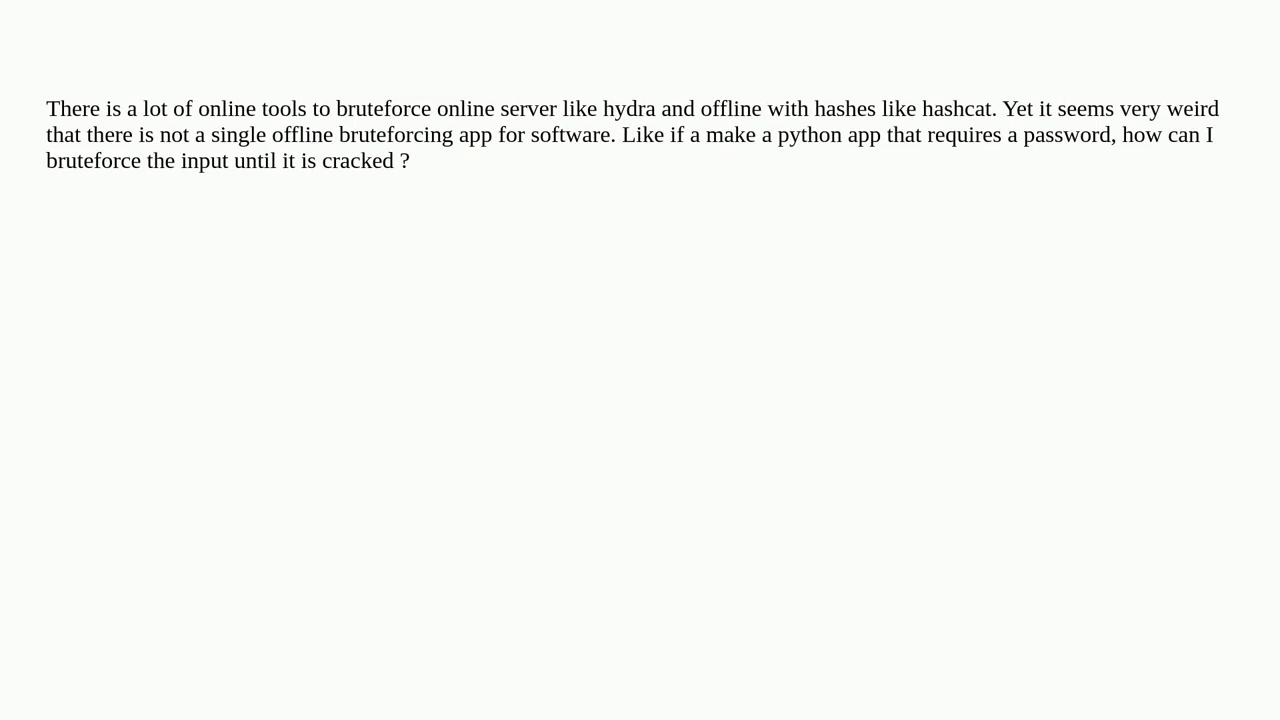 There is a lot of online tools to bruteforce online server like hydra and offline with hashes like hashcat. Yet it seems very weird
that there is not a single offline bruteforcing app for software. Like if a make a python app that requires a password, how can I
bruteforce the input until it is cracked ?